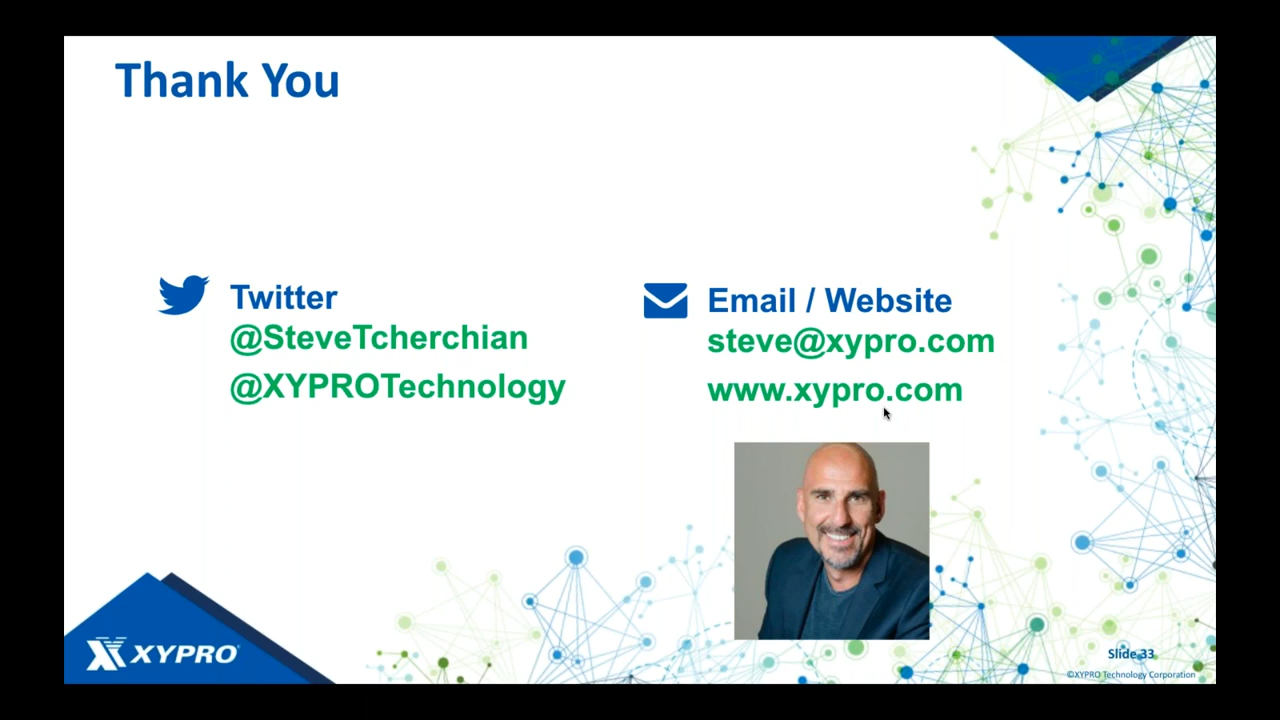 Thank You
Twitter
@SteveTcherchian
@XYPROTechnology
Email / Website
steve@xypro.com
www.xypro.com
XYPRO
Slide 33
©XYPRO Technology Corporation